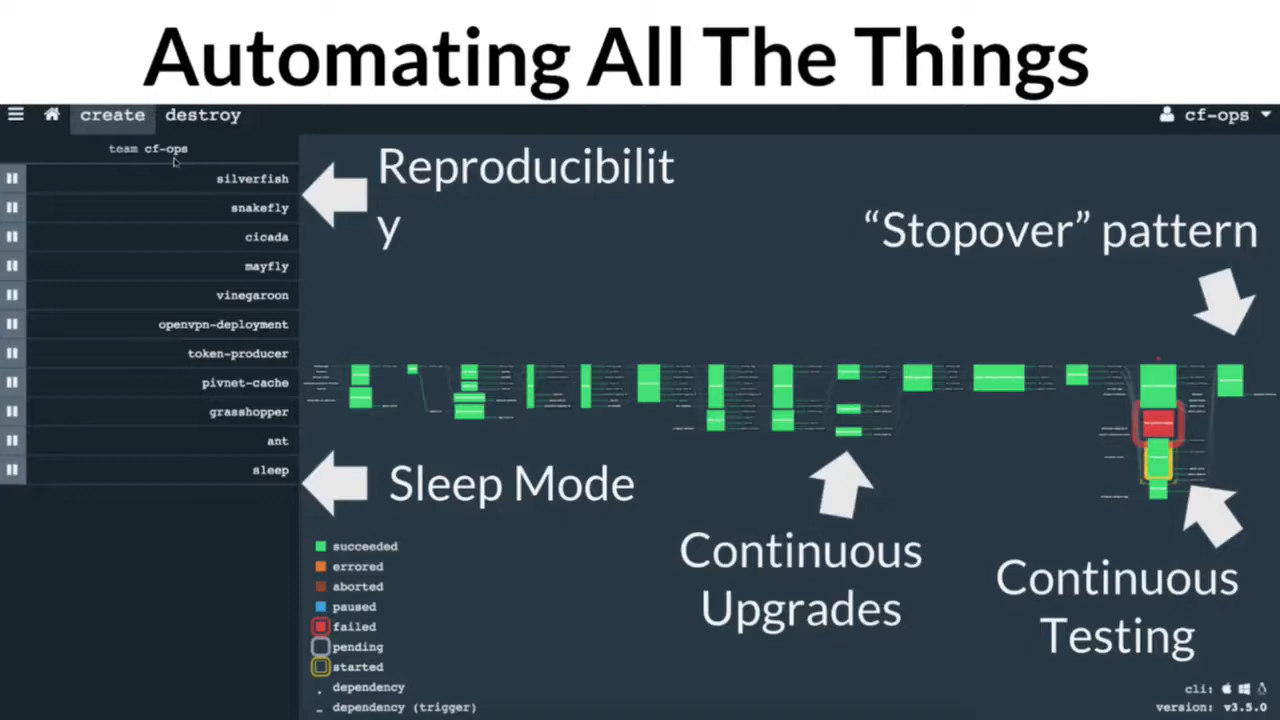 Automating All The Things
create destroy
cf-ops
team cf-ops
silverfish
snakefly
cicada
mayfly
vinegaroon
openvpn-deployment
token-producer
pivnet-cache
grasshopper
ant
sleep
Reproducibilit
y
“Stopover” pattern
Sleep Mode
Continuous
Upgrades
Continuous
Testing
succeeded
errored
aborted
paused
failed
pending
started
dependency
dependency (trigger)
cli:
version: v3.5.0